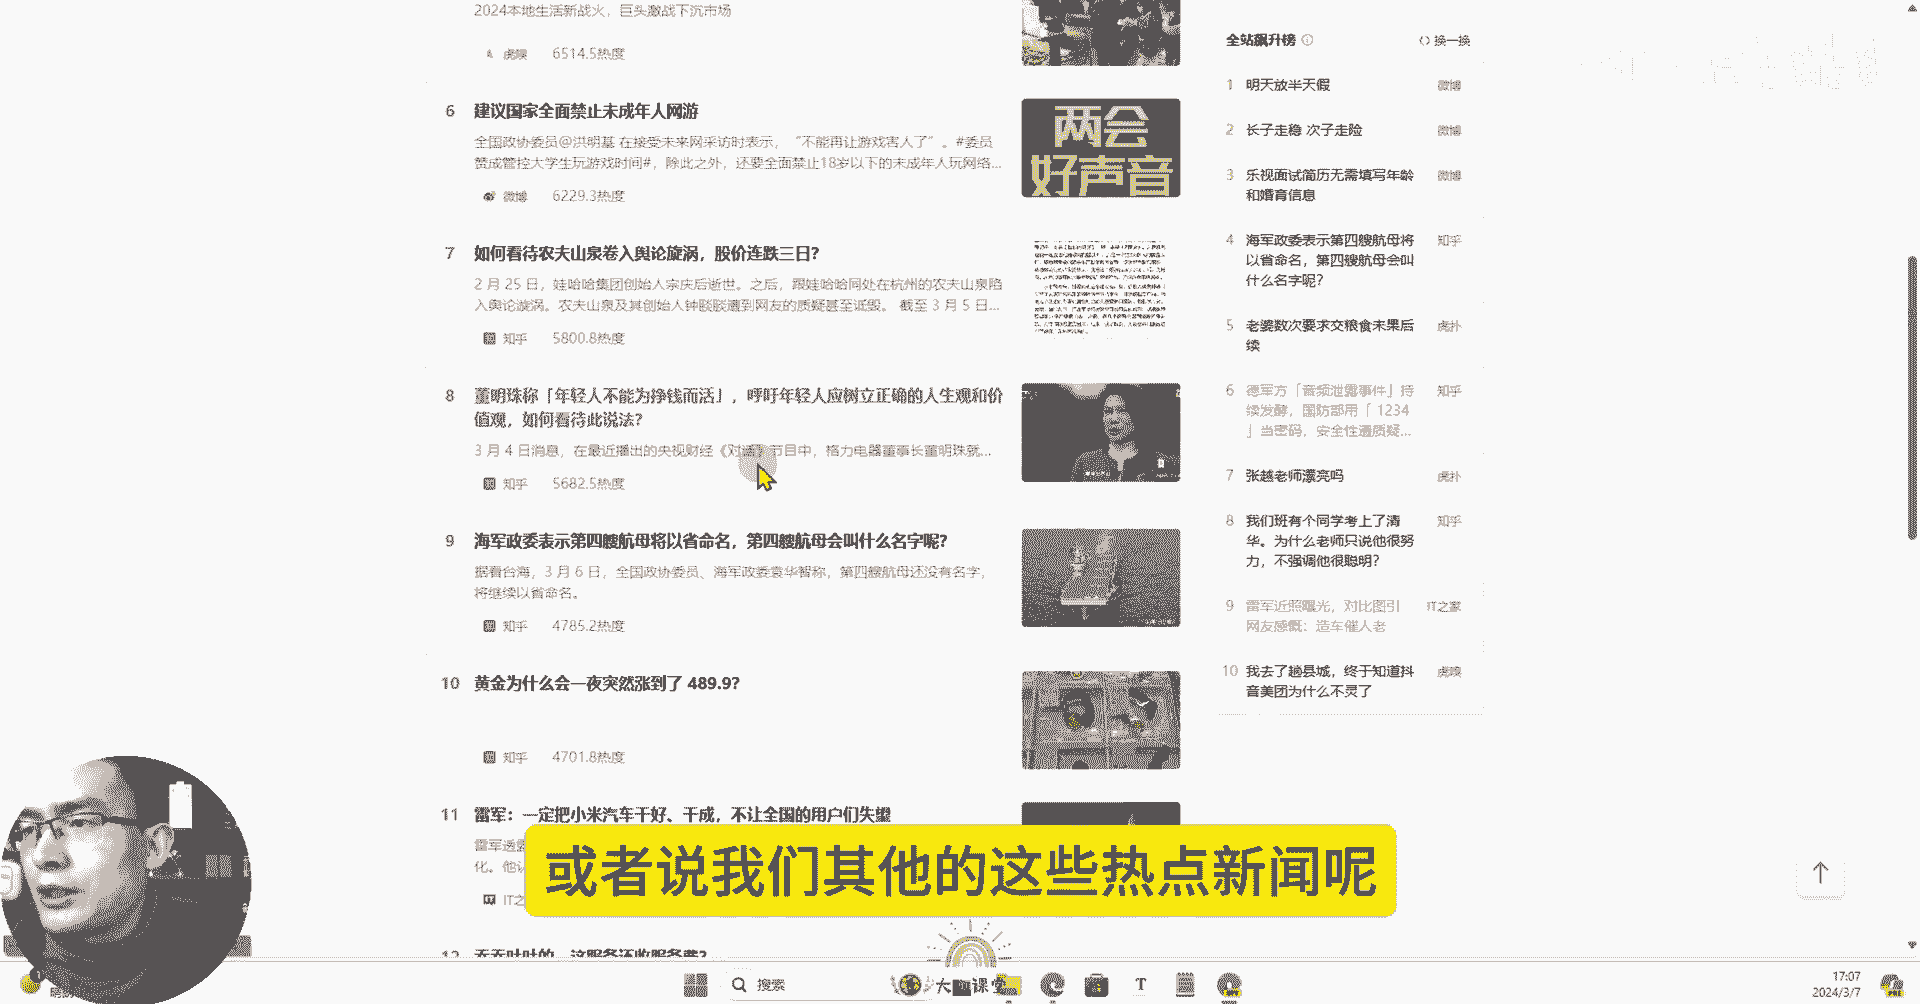 2024本地生活新战火，巨头激战下沉市场
虎嗅 6514.5热度
6 建议国家全面禁止未成年人网游
全国政协委员@洪明基 在接受未来网采访时表示，“不能再让游戏害人了”。#委员
赞成管控大学生玩游戏时间#，除此之外，还要全面禁止18岁以下的未成年人玩网络...
微博 6229.3热度
两会
好声音
7 如何看待农夫山泉卷入舆论旋涡，股价连跌三日？
2 月 25 日，娃哈哈集团创始人宗庆后逝世。之后，跟娃哈哈同处在杭州的农夫山泉陷
入舆论漩涡。农夫山泉及其创始人钟睒睒遭到网友的质疑甚至诋毁。 截至 3 月 5 日...
知乎 5800.8热度
8 董明珠称「年轻人不能为挣钱而活」，呼吁年轻人应树立正确的人生观和价
值观，如何看待此说法？
3 月 4 日消息，在最近播出的央视财经《对话》节目中，格力电器董事长董明珠就...
知乎 5682.5热度
9 海军政委表示第四艘航母将以省命名，第四艘航母会叫什么名字呢？
据看台海，3 月 6 日，全国政协委员、海军政委袁华智称，第四艘航母还没有名字，
将继续以省命名。
知乎 4785.2热度
10 黄金为什么会一夜突然涨到了 489.9？
知乎 4701.8热度
11 雷军：一定把小米汽车干好、干成，不让全国的用户们失望
雷军透
化。他认
IT之
全站飙升榜 换一换
1 明天放半天假 微博
2 长子走稳 次子走险 微博
3 乐视面试简历无需填写年龄
和婚育信息 微博
4 海军政委表示第四艘航母将
以省命名，第四艘航母会叫
什么名字呢？ 知乎
5 老婆数次要求交粮食未果后
续 虎扑
6 德军方「音频泄露事件」持
续发酵，国防部用「 1234
」当密码，安全性遭质疑... 知乎
7 张越老师漂亮吗 虎扑
8 我们班有个同学考上了清
华。为什么老师只说他很努
力，不强调他很聪明？ 知乎
9 雷军近照曝光，对比图引
网友感慨：造车催人老 IT之家
10 我去了趟县城，终于知道抖
音美团为什么不灵了 虎嗅
或者说我们其他的这些热点新闻呢
搜索
课堂
17:07
2024/3/7